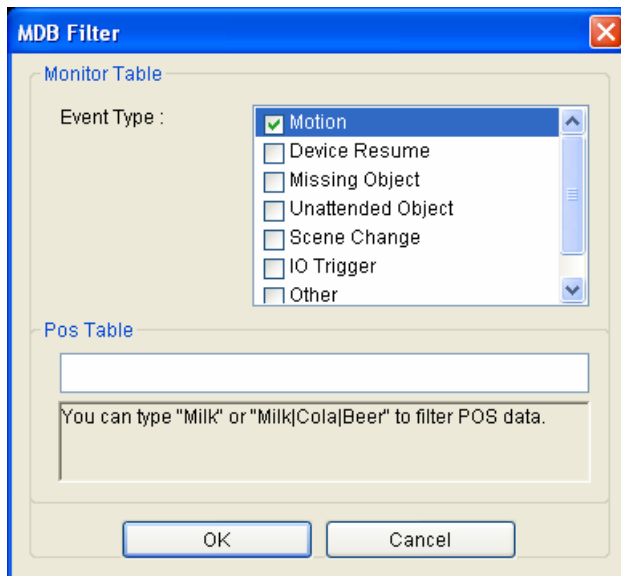 MDB Filter
Monitor Table
Event Type :
Motion
Device Resume
Missing Object
Unattended Object
Scene Change
IO Trigger
Other
Pos Table
You can type "Milk" or "Milk|Cola|Beer" to filter POS data.
OK Cancel